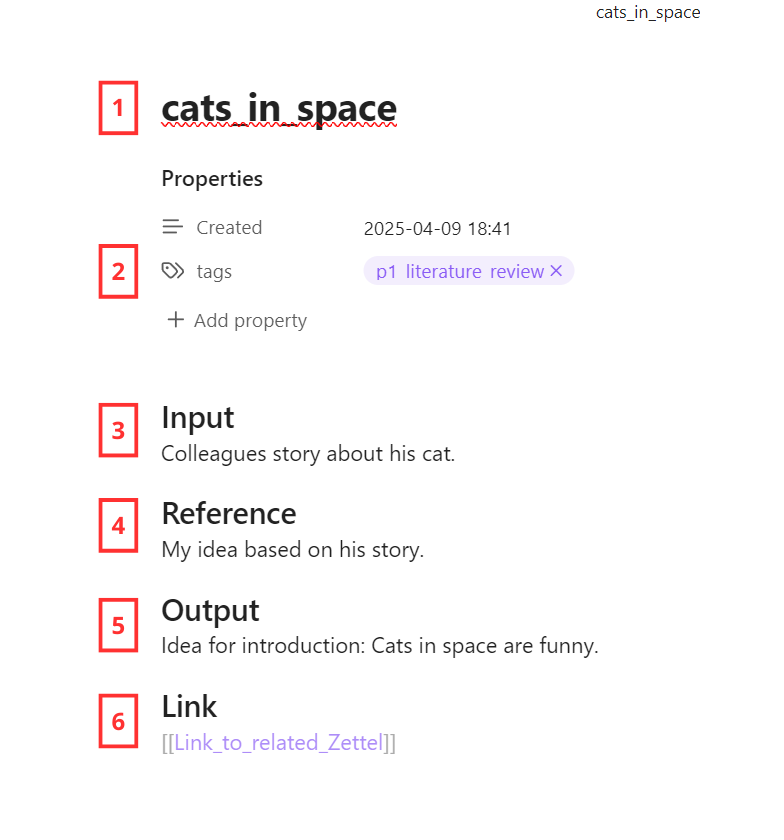 cats_in_space
1 cats_in_space
Properties
Created 2025-04-09 18:41
2 tags p1_literature_review ×
+ Add property
3 Input
Colleagues story about his cat.
4 Reference
My idea based on his story.
5 Output
Idea for introduction: Cats in space are funny.
6 Link
[[Link_to_related_Zettel]]